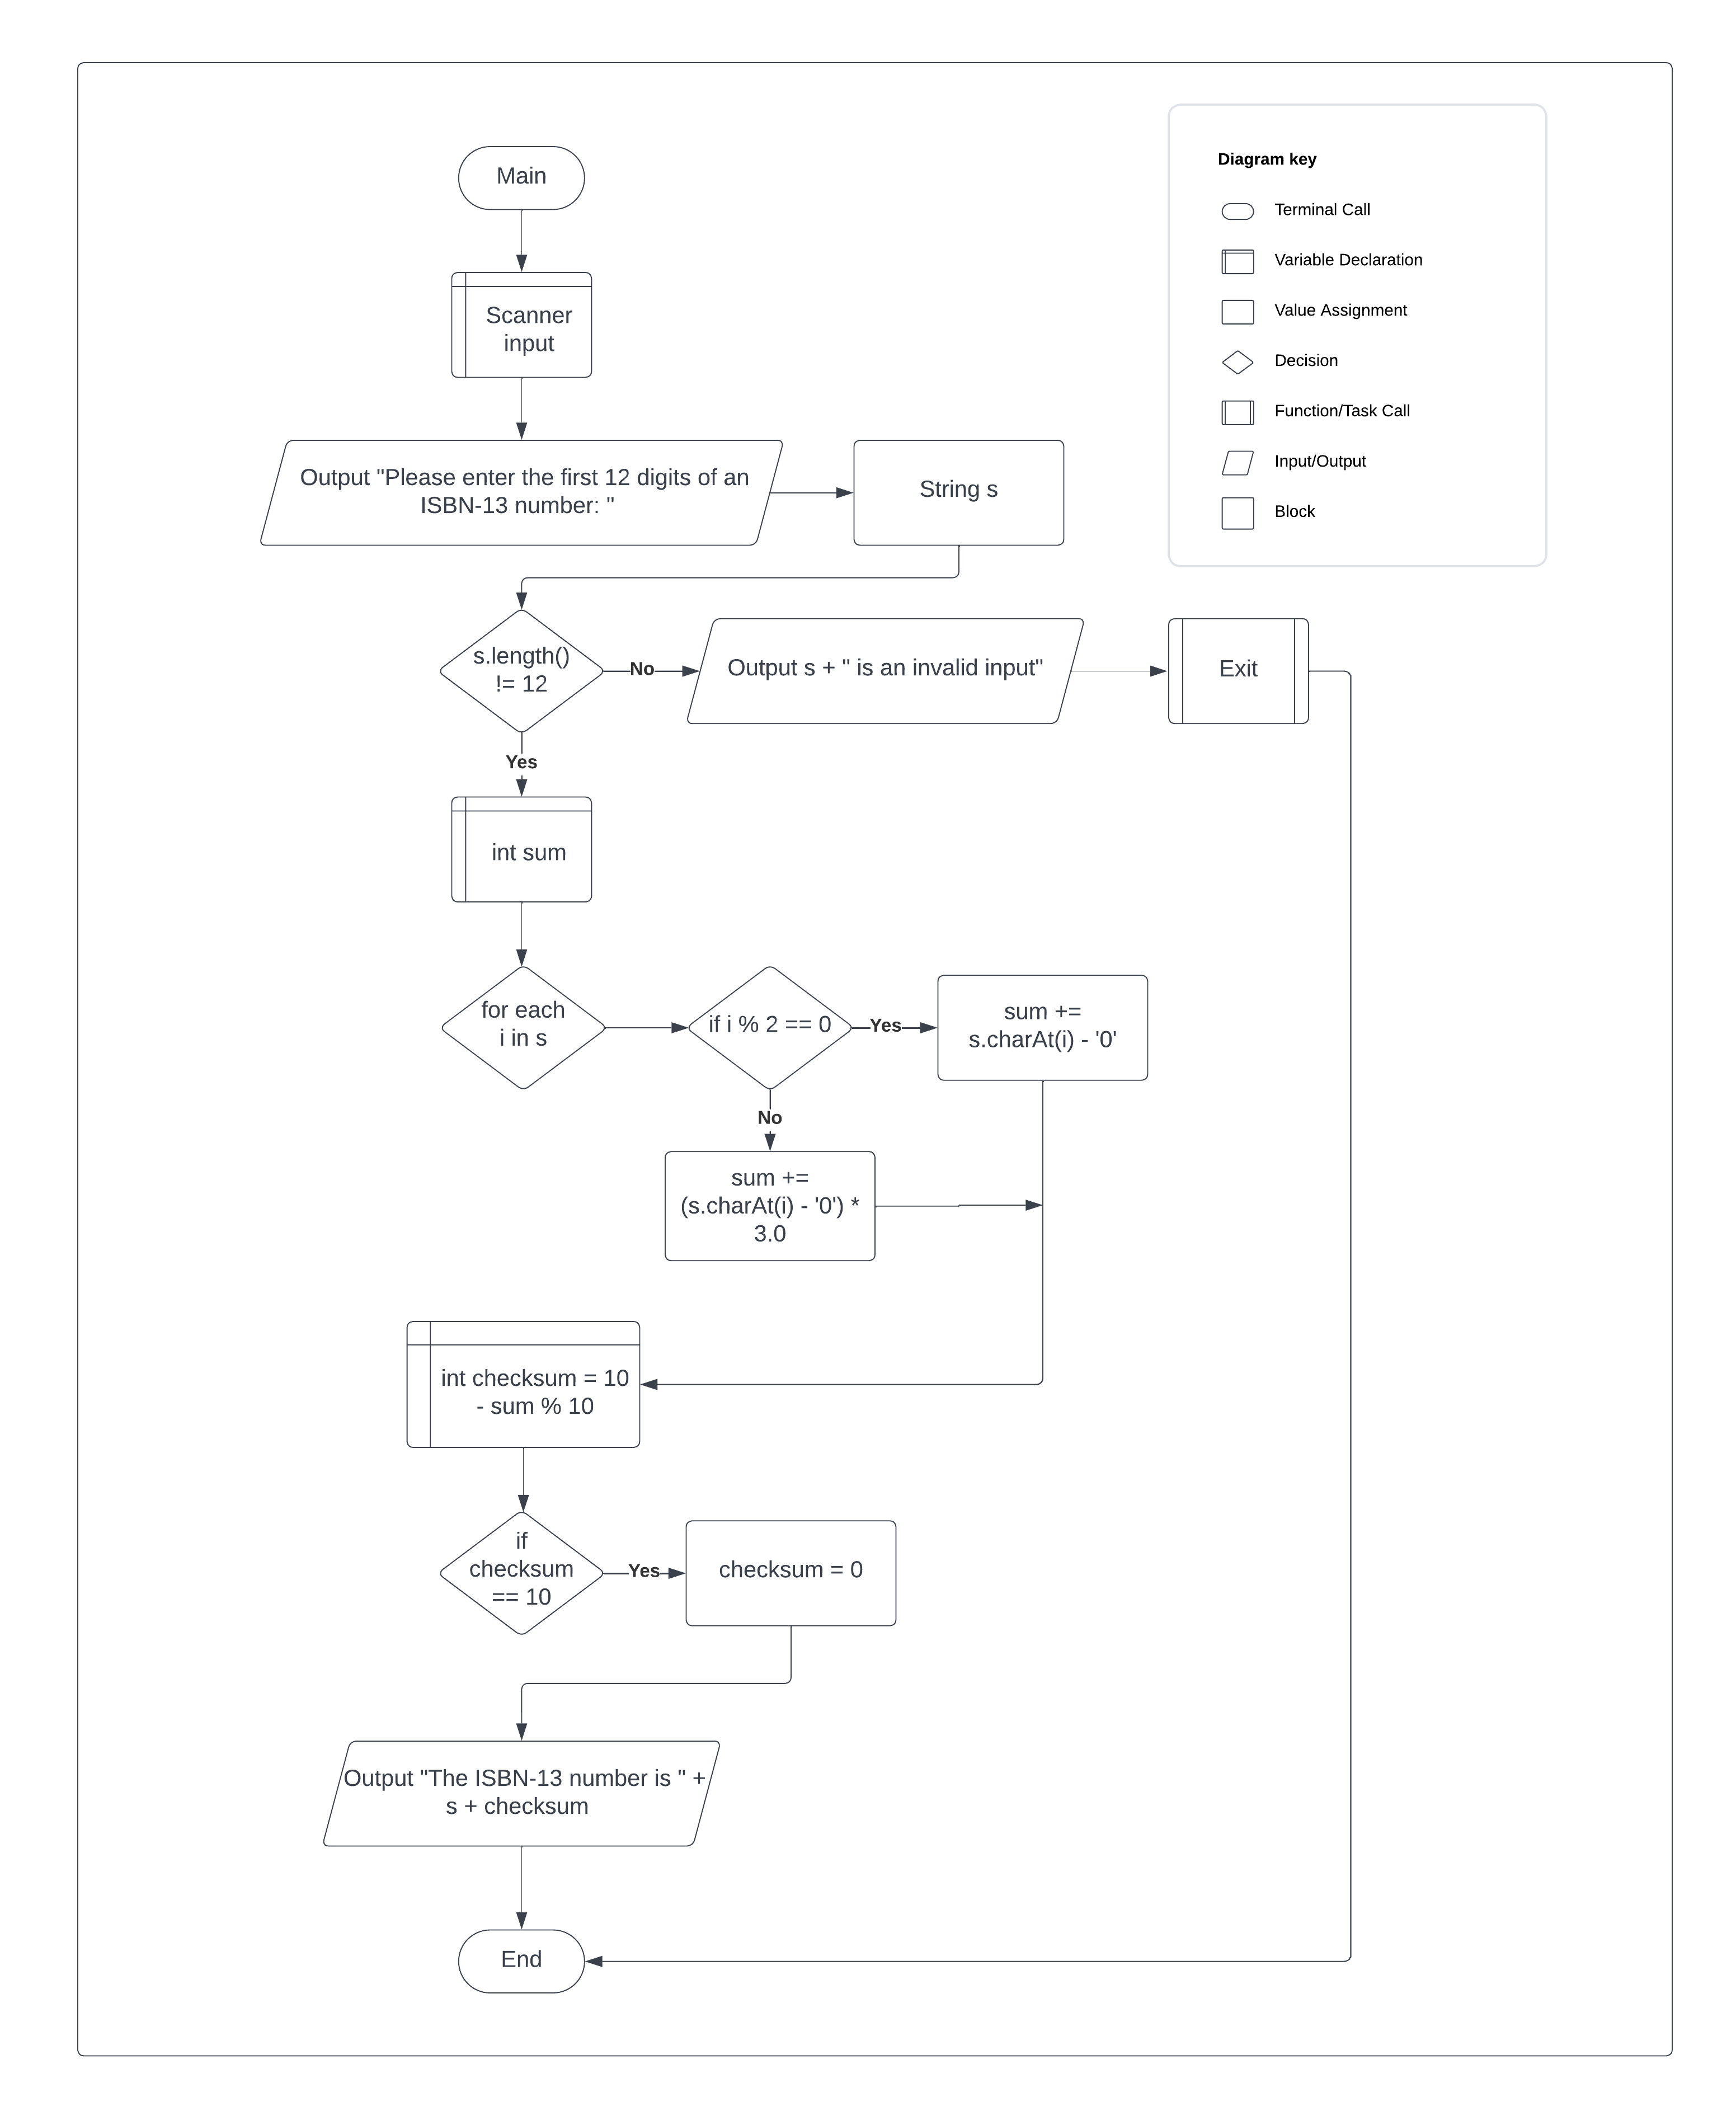 Main
Scanner
input
Output "Please enter the first 12 digits of an
ISBN-13 number: "
String s
s.length()
!= 12
No
Output s + " is an invalid input"
Exit
Yes
int sum
for each
i in s
if i % 2 == 0
Yes
sum +=
s.charAt(i) - '0'
No
sum +=
(s.charAt(i) - '0') *
3.0
int checksum = 10
- sum % 10
if
checksum
== 10
Yes
checksum = 0
Output "The ISBN-13 number is " +
s + checksum
End
Diagram key
Terminal Call
Variable Declaration
Value Assignment
Decision
Function/Task Call
Input/Output
Block